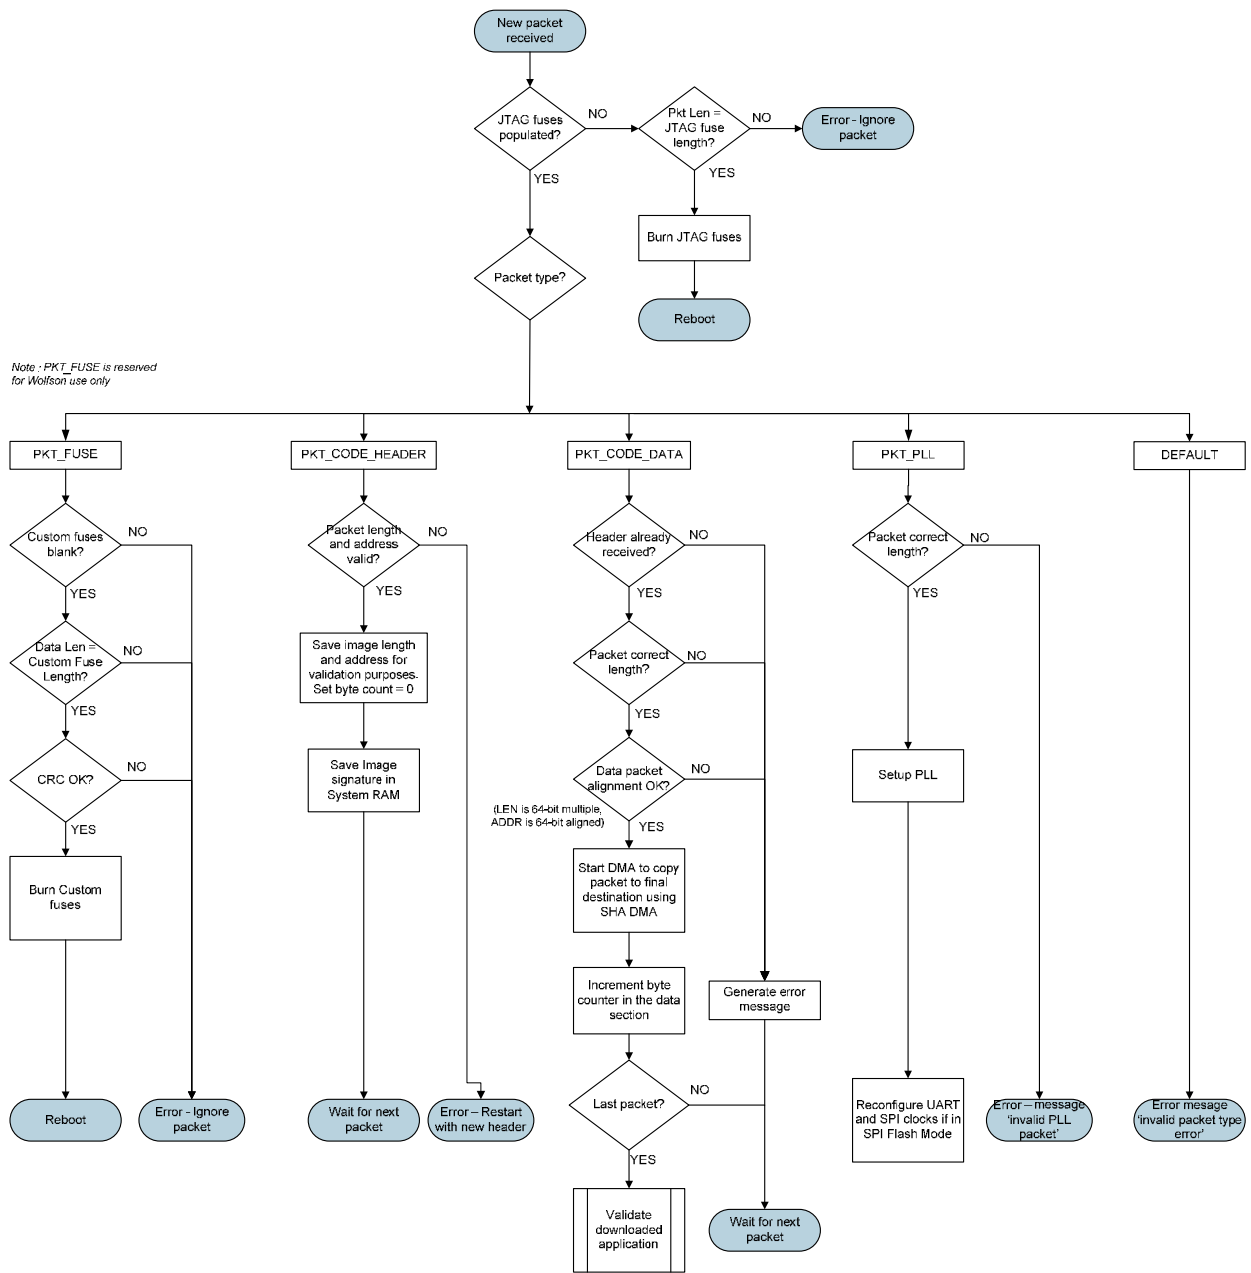 New packet
received
JTAG fuses
populated?
NO
Pkt Len =
JTAG fuse
length?
NO
Error - Ignore
packet
YES
YES
Burn JTAG fuses
Packet type?
Reboot
Note : PKT_FUSE is reserved
for Wolfson use only
PKT_FUSE
PKT_CODE_HEADER
PKT_CODE_DATA
PKT_PLL
DEFAULT
Custom fuses
blank?
NO
YES
Data Len =
Custom Fuse
Length?
NO
YES
CRC OK?
NO
YES
Burn Custom
fuses
Reboot
Error - Ignore
packet
Packet length
and address
valid?
NO
YES
Save image length
and address for
validation purposes.
Set byte count = 0
Save Image
signature in
System RAM
Wait for next
packet
Error – Restart
with new header
Header already
received?
NO
YES
Packet correct
length?
NO
YES
Data packet
alignment OK?
NO
(LEN is 64-bit multiple,
ADDR is 64-bit aligned)
YES
Start DMA to copy
packet to final
destination using
SHA DMA
Increment byte
counter in the data
section
Generate error
message
Last packet?
NO
YES
Validate
downloaded
application
Wait for next
packet
Packet correct
length?
NO
YES
Setup PLL
Reconfigure UART
and SPI clocks if in
SPI Flash Mode
Error – message
‘invalid PLL
packet’
Error mesage
‘invalid packet type
error’